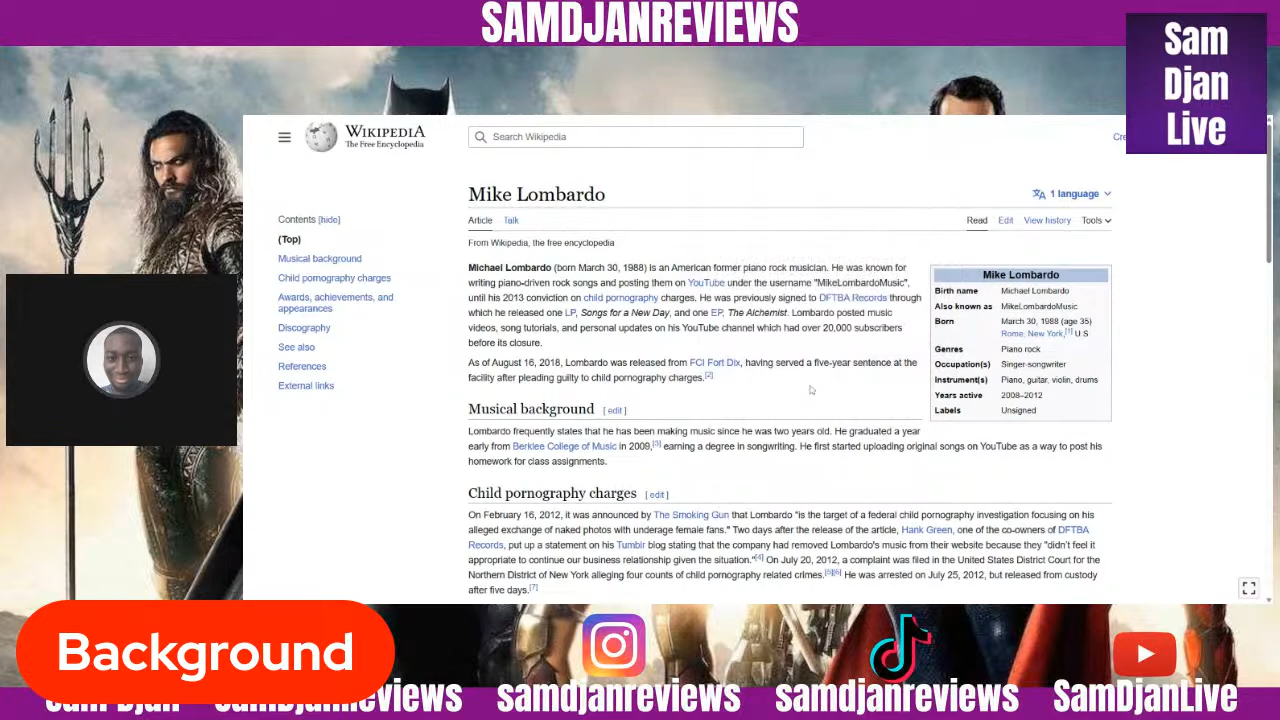 SAMDJANREVIEWS
Sam
Djan
Live
WIKIPEDIA
The Free Encyclopedia
Search Wikipedia
Cre
Mike Lombardo
1 language
Contents [hide]
(Top)
Musical background
Child pornography charges
Awards, achievements, and
appearances
Discography
See also
References
External links
Article Talk
Read Edit View history Tools
From Wikipedia, the free encyclopedia
Michael Lombardo (born March 30, 1988) is an American former piano rock musician. He was known for
writing piano-driven rock songs and posting them on YouTube under the username "MikeLombardoMusic",
until his 2013 conviction on child pornography charges. He was previously signed to DFTBA Records through
which he released one LP, Songs for a New Day, and one EP, The Alchemist. Lombardo posted music
videos, song tutorials, and personal updates on his YouTube channel which had over 20,000 subscribers
before its closure.
As of August 16, 2018, Lombardo was released from FCI Fort Dix, having served a five-year sentence at the
facility after pleading guilty to child pornography charges.[2]
Mike Lombardo
Birth name Michael Lombardo
Also known as MikeLombardoMusic
Born March 30, 1988 (age 35)
Rome, New York,[1] U.S
Genres Piano rock
Occupation(s) Singer-songwriter
Instrument(s) Piano, guitar, violin, drums
Years active 2008–2012
Labels Unsigned
Musical background [ edit ]
Lombardo frequently states that he has been making music since he was two years old. He graduated a year
early from Berklee College of Music in 2009,[3] earning a degree in songwriting. He first started uploading original songs on YouTube as a way to post his
homework for class assignments.
Child pornography charges [ edit ]
On February 16, 2012, it was announced by The Smoking Gun that Lombardo "is the target of a federal child pornography investigation focusing on his
alleged exchange of naked photos with underage female fans." Two days after the release of the article, Hank Green, one of the co-owners of DFTBA
Records, put up a statement on his Tumblr blog stating that the company had removed Lombardo's music from their website because they "didn't feel it
appropriate to continue our business relationship given the situation."[4] On July 20, 2012, a complaint was filed in the United States District Court for the
Northern District of New York alleging four counts of child pornography related crimes.[5][6] He was arrested on July 25, 2012, but released from custody
after five days.[7]
Background
Sam Djan samdjanreviews samdjanreviews samdjanreviews SamDjanLive